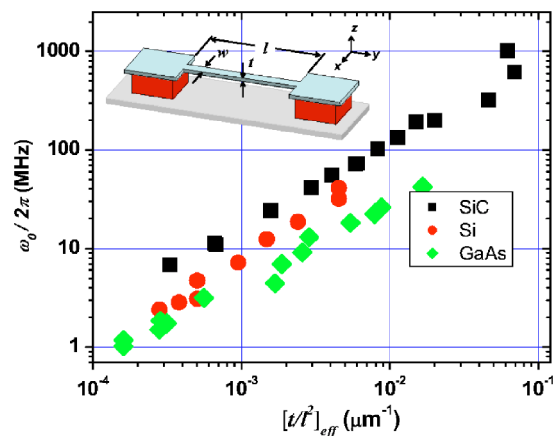 1000
100
10
1
ω₀/2π (MHz)
l
w
t
z
y
x
SiC
Si
GaAs
10⁻⁴
10⁻³
10⁻²
10⁻¹
[t/l²]eff (μm⁻¹)